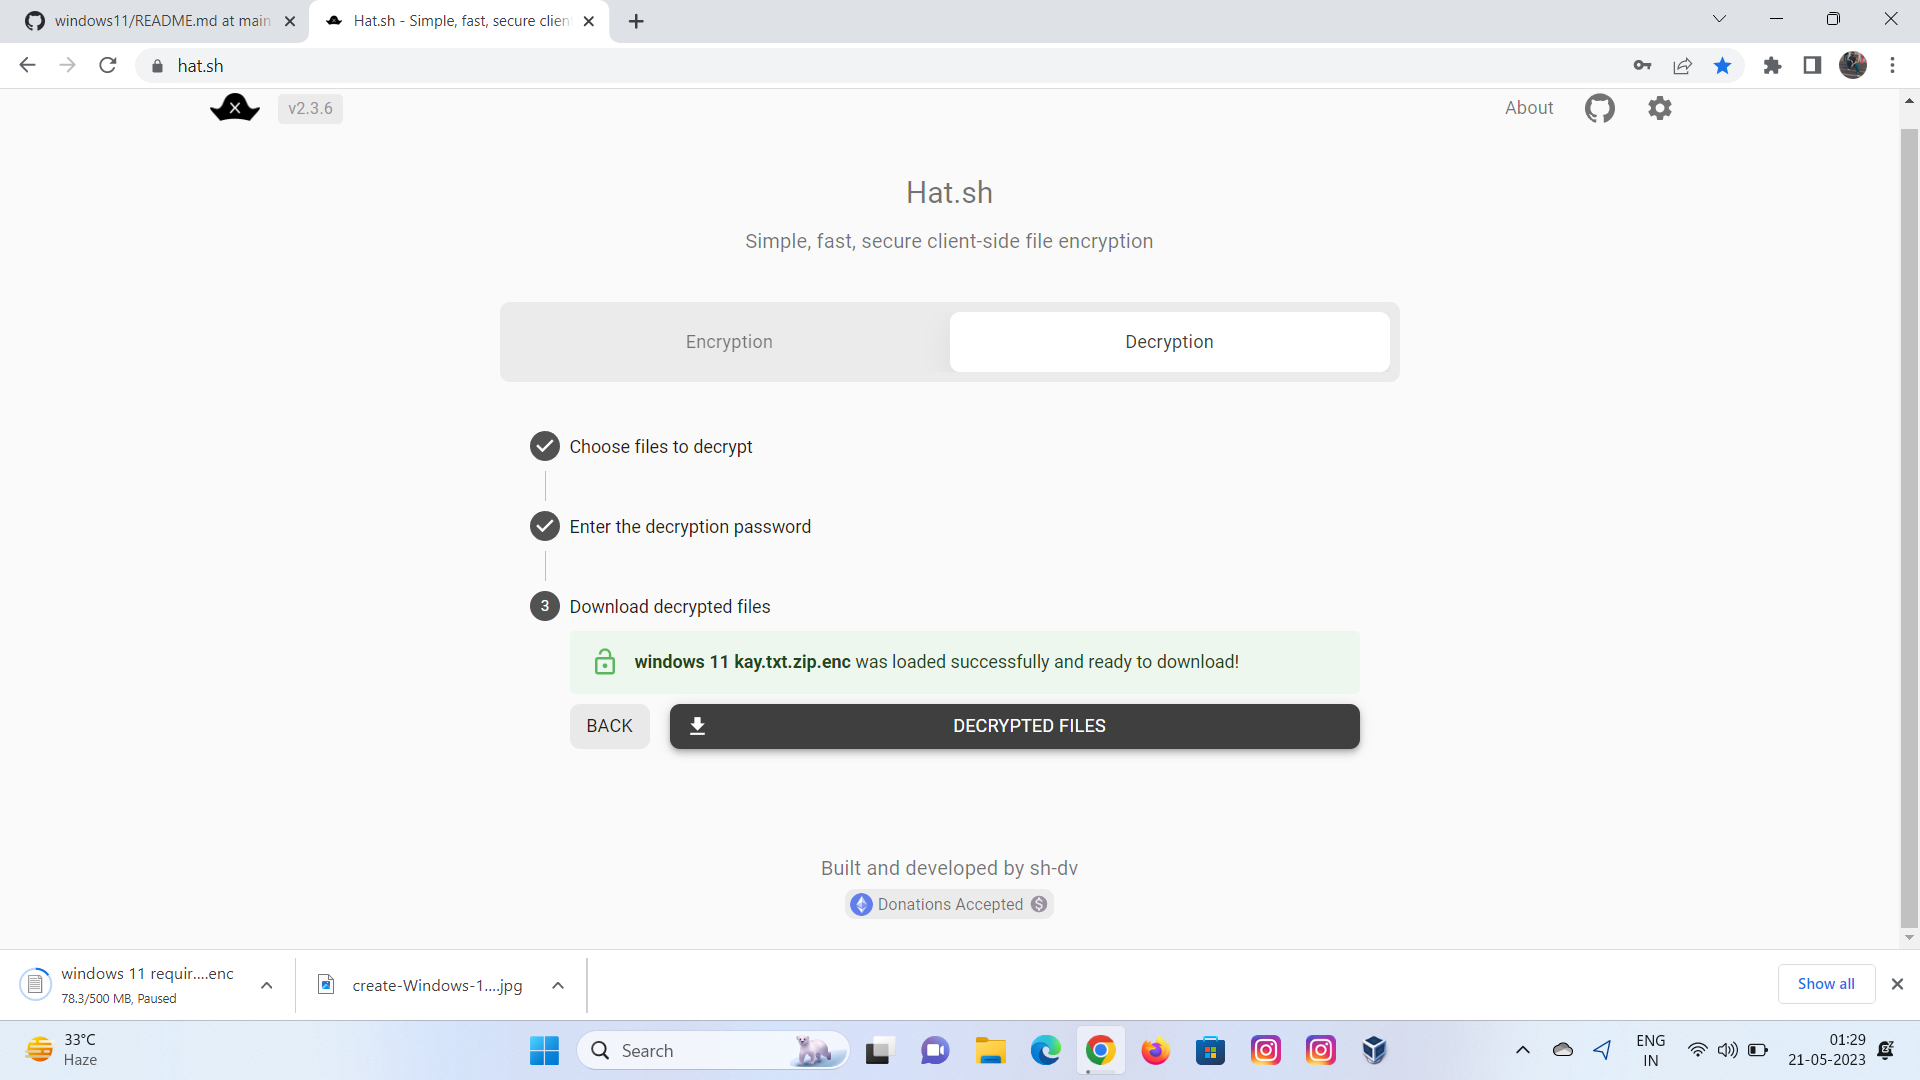 windows11/README.md at main
Hat.sh - Simple, fast, secure clien
hat.sh
v2.3.6
About
Hat.sh
Simple, fast, secure client-side file encryption
Encryption
Decryption
Choose files to decrypt
Enter the decryption password
3 Download decrypted files
windows 11 kay.txt.zip.enc was loaded successfully and ready to download!
BACK
DECRYPTED FILES
Built and developed by sh-dv
Donations Accepted
windows 11 requir....enc
78.3/500 MB, Paused
create-Windows-1....jpg
Show all
33°C
Haze
Search
ENG
IN
01:29
21-05-2023